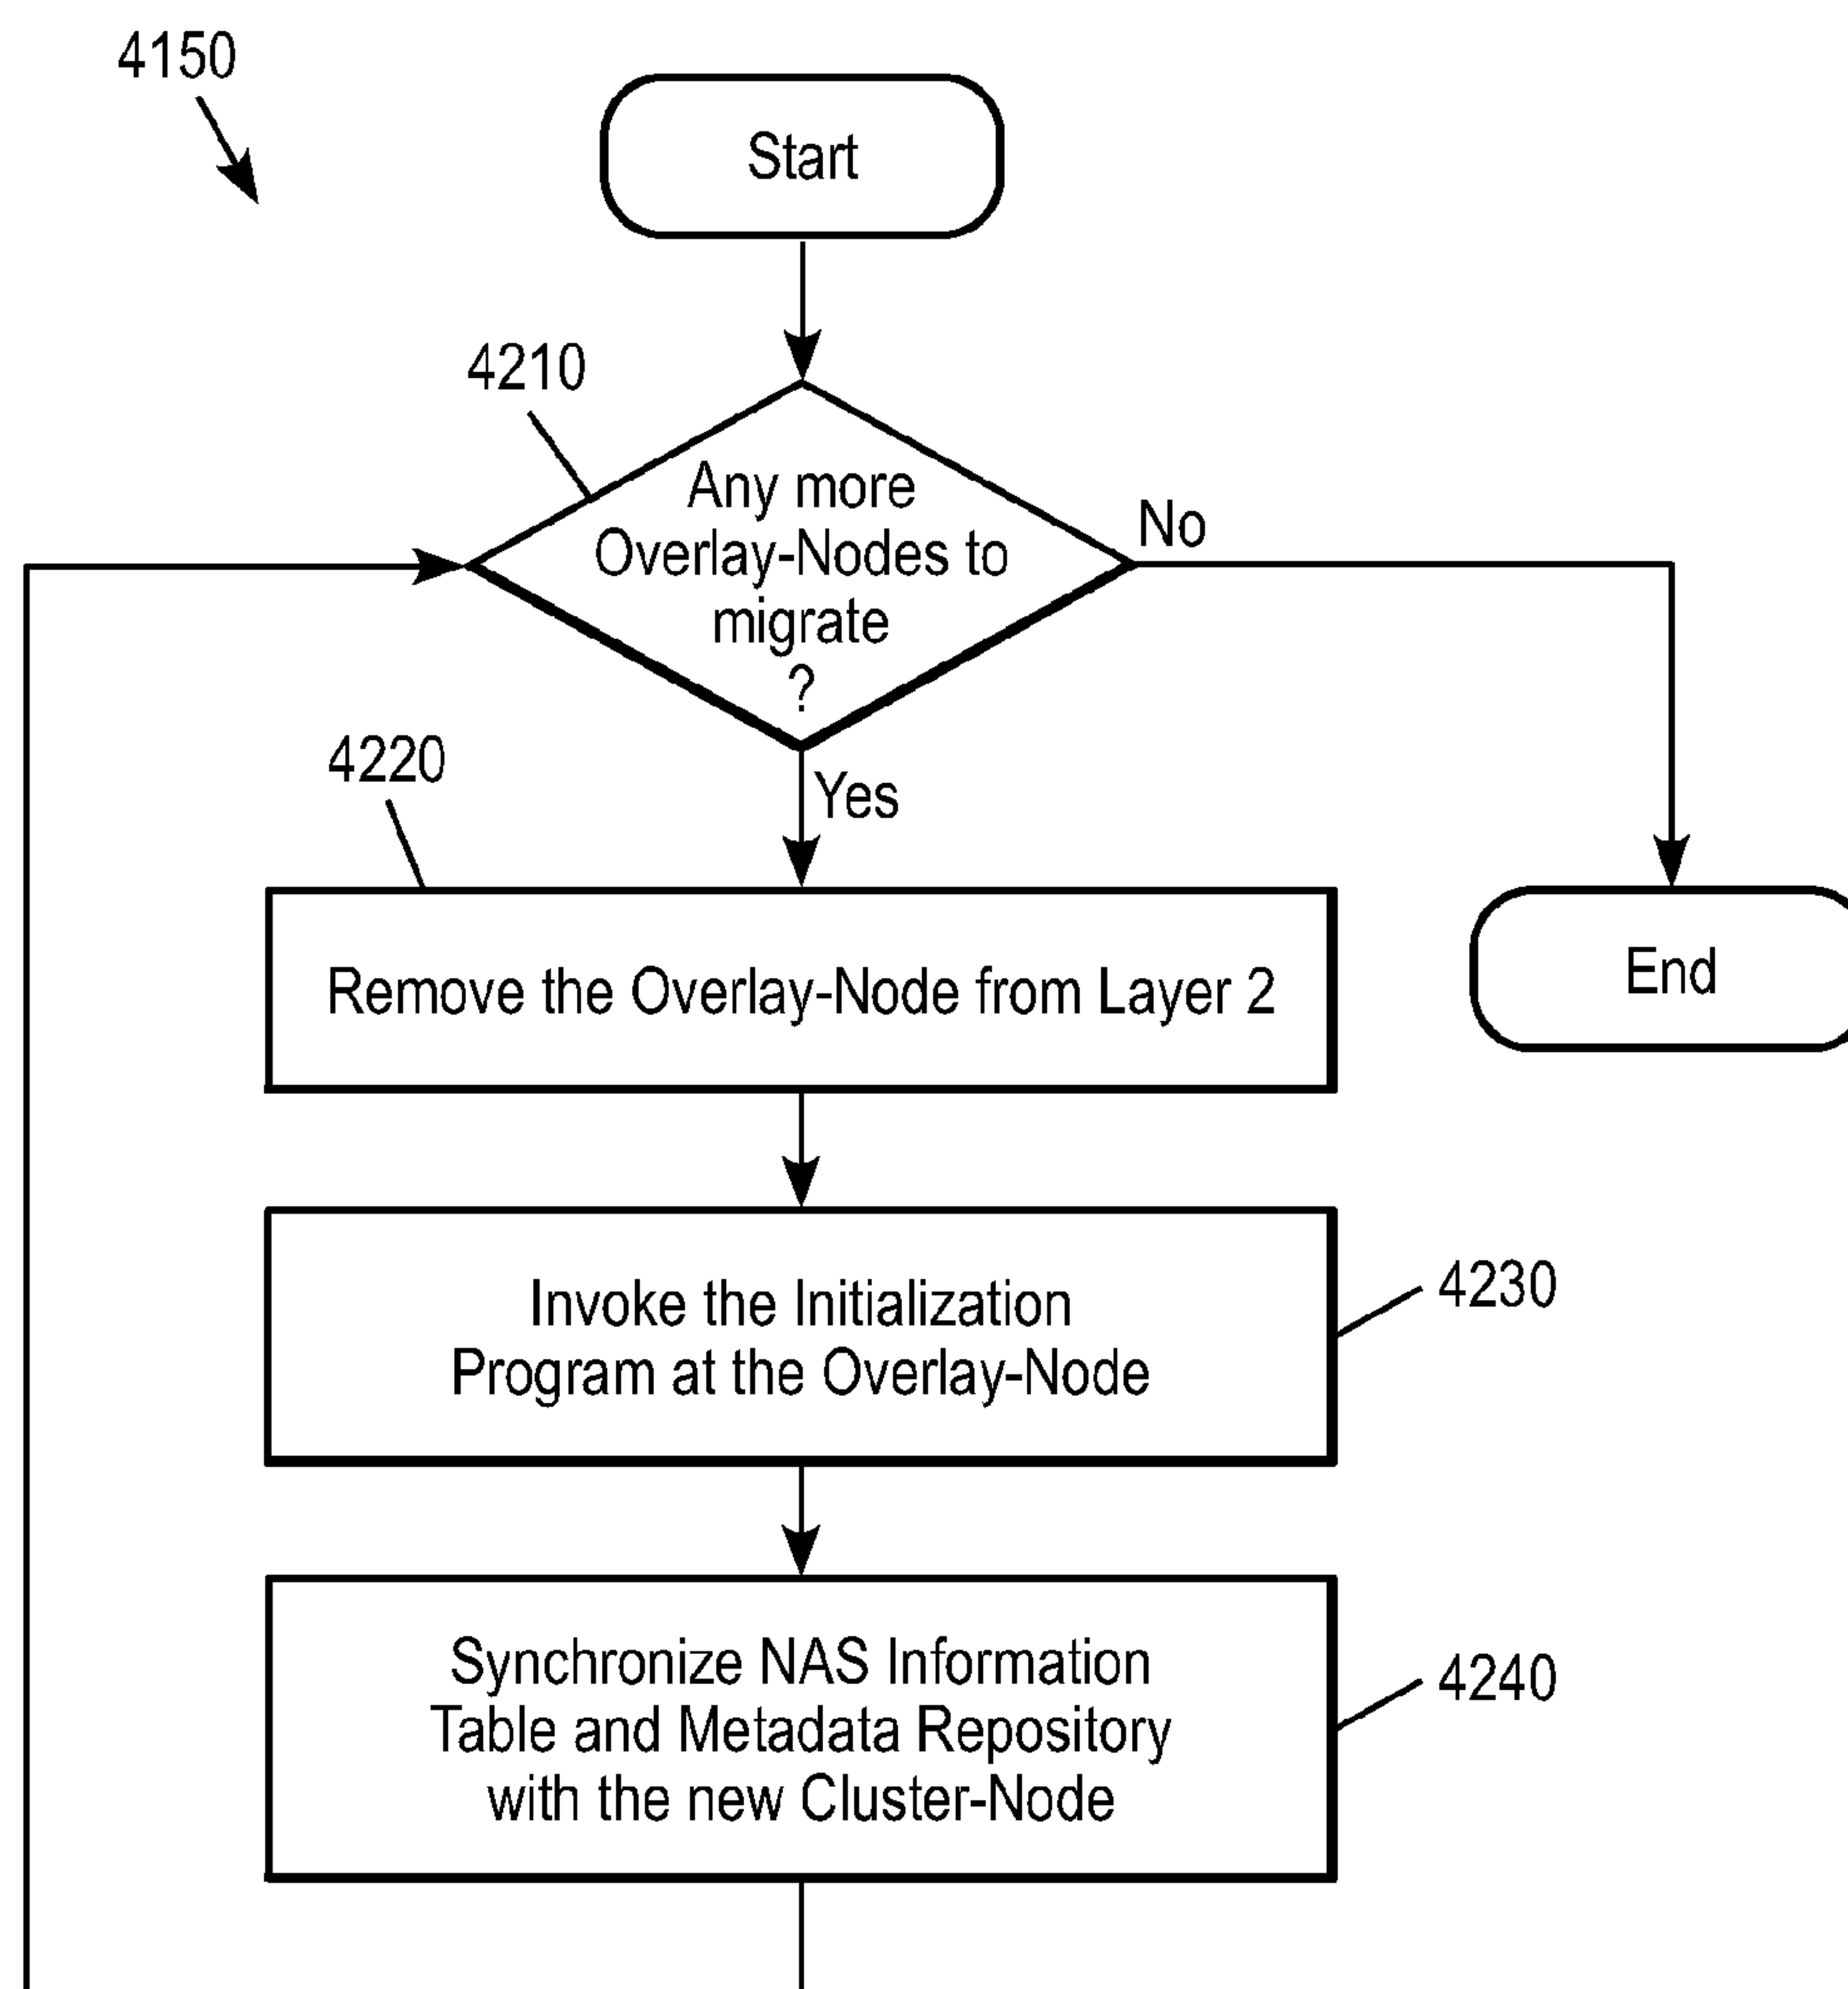 4150
Start
4210
Any more
Overlay-Nodes to
migrate
?
No
Yes
4220
Remove the Overlay-Node from Layer 2
End
Invoke the Initialization
Program at the Overlay-Node
4230
Synchronize NAS Information
Table and Metadata Repository
with the new Cluster-Node
4240